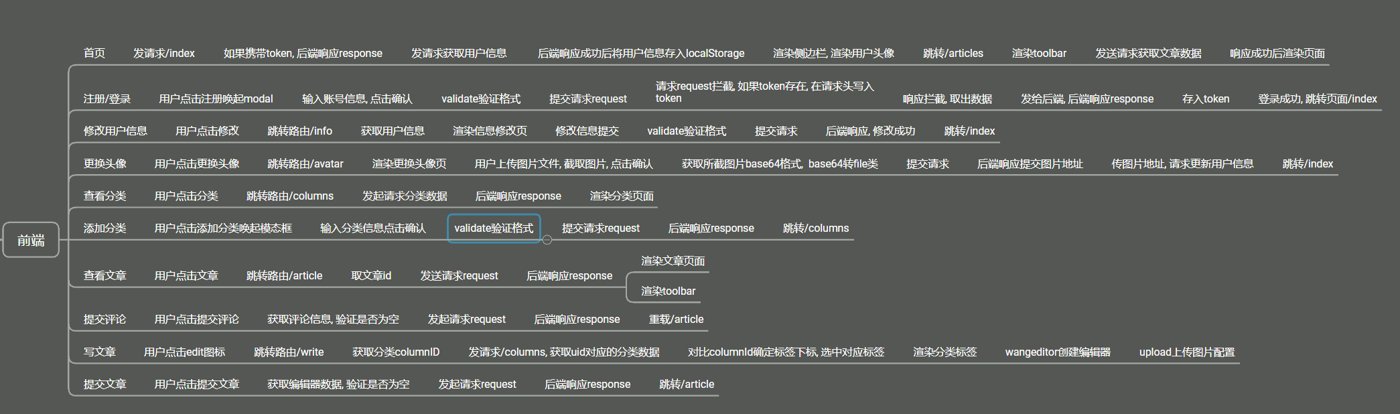 首页 发请求/index 如果携带token, 后端响应response 发请求获取用户信息 后端响应成功后将用户信息存入localStorage 渲染侧边栏, 渲染用户头像 跳转/articles 渲染toolbar 发送请求获取文章数据 响应成功后渲染页面
注册/登录 用户点击注册唤起modal 输入账号信息, 点击确认 validate验证格式 提交请求request 请求request拦截, 如果token存在, 在请求头写入
token 响应拦截, 取出数据 发给后端, 后端响应response 存入token 登录成功, 跳转页面/index
修改用户信息 用户点击修改 跳转路由/info 获取用户信息 渲染信息修改页 修改信息提交 validate验证格式 提交请求 后端响应, 修改成功 跳转/index
更换头像 用户点击更换头像 跳转路由/avatar 渲染更换头像页 用户上传图片文件, 截取图片, 点击确认 获取所截图片base64格式, base64转file类 提交请求 后端响应提交图片地址 传图片地址, 请求更新用户信息 跳转/index
查看分类 用户点击分类 跳转路由/columns 发起请求分类数据 后端响应response 渲染分类页面
添加分类 用户点击添加分类唤起模态框 输入分类信息点击确认 validate验证格式 提交请求request 后端响应response 跳转/columns
前端
查看文章 用户点击文章 跳转路由/article 取文章id 发送请求request 后端响应response
渲染文章页面
渲染toolbar
提交评论 用户点击提交评论 获取评论信息, 验证是否为空 发起请求request 后端响应response 重载/article
写文章 用户点击edit图标 跳转路由/write 获取分类columnID 发请求/columns, 获取uid对应的分类数据 对比columnId确定标签下标, 选中对应标签 渲染分类标签 wangeditor创建编辑器 upload上传图片配置
提交文章 用户点击提交文章 获取编辑器数据, 验证是否为空 发起请求request 后端响应response 跳转/article